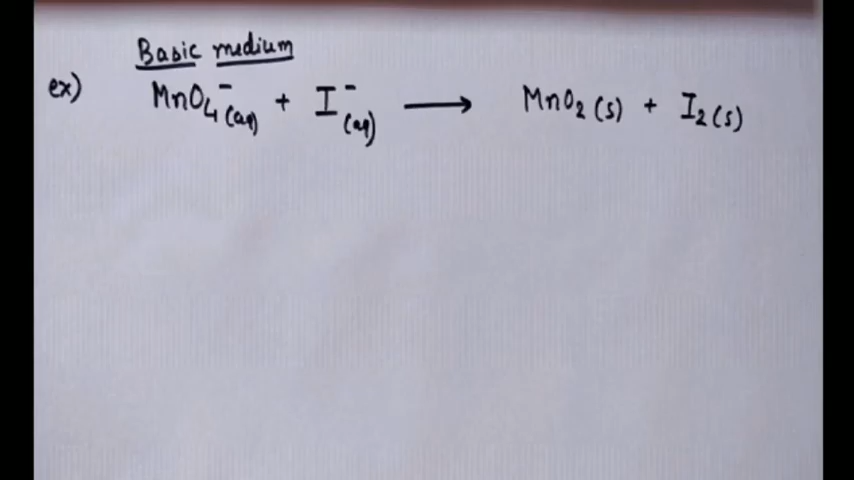 Basic medium
ex) MnO₄⁻(aq) + I⁻(aq) ⟶ MnO₂(s) + I₂(s)